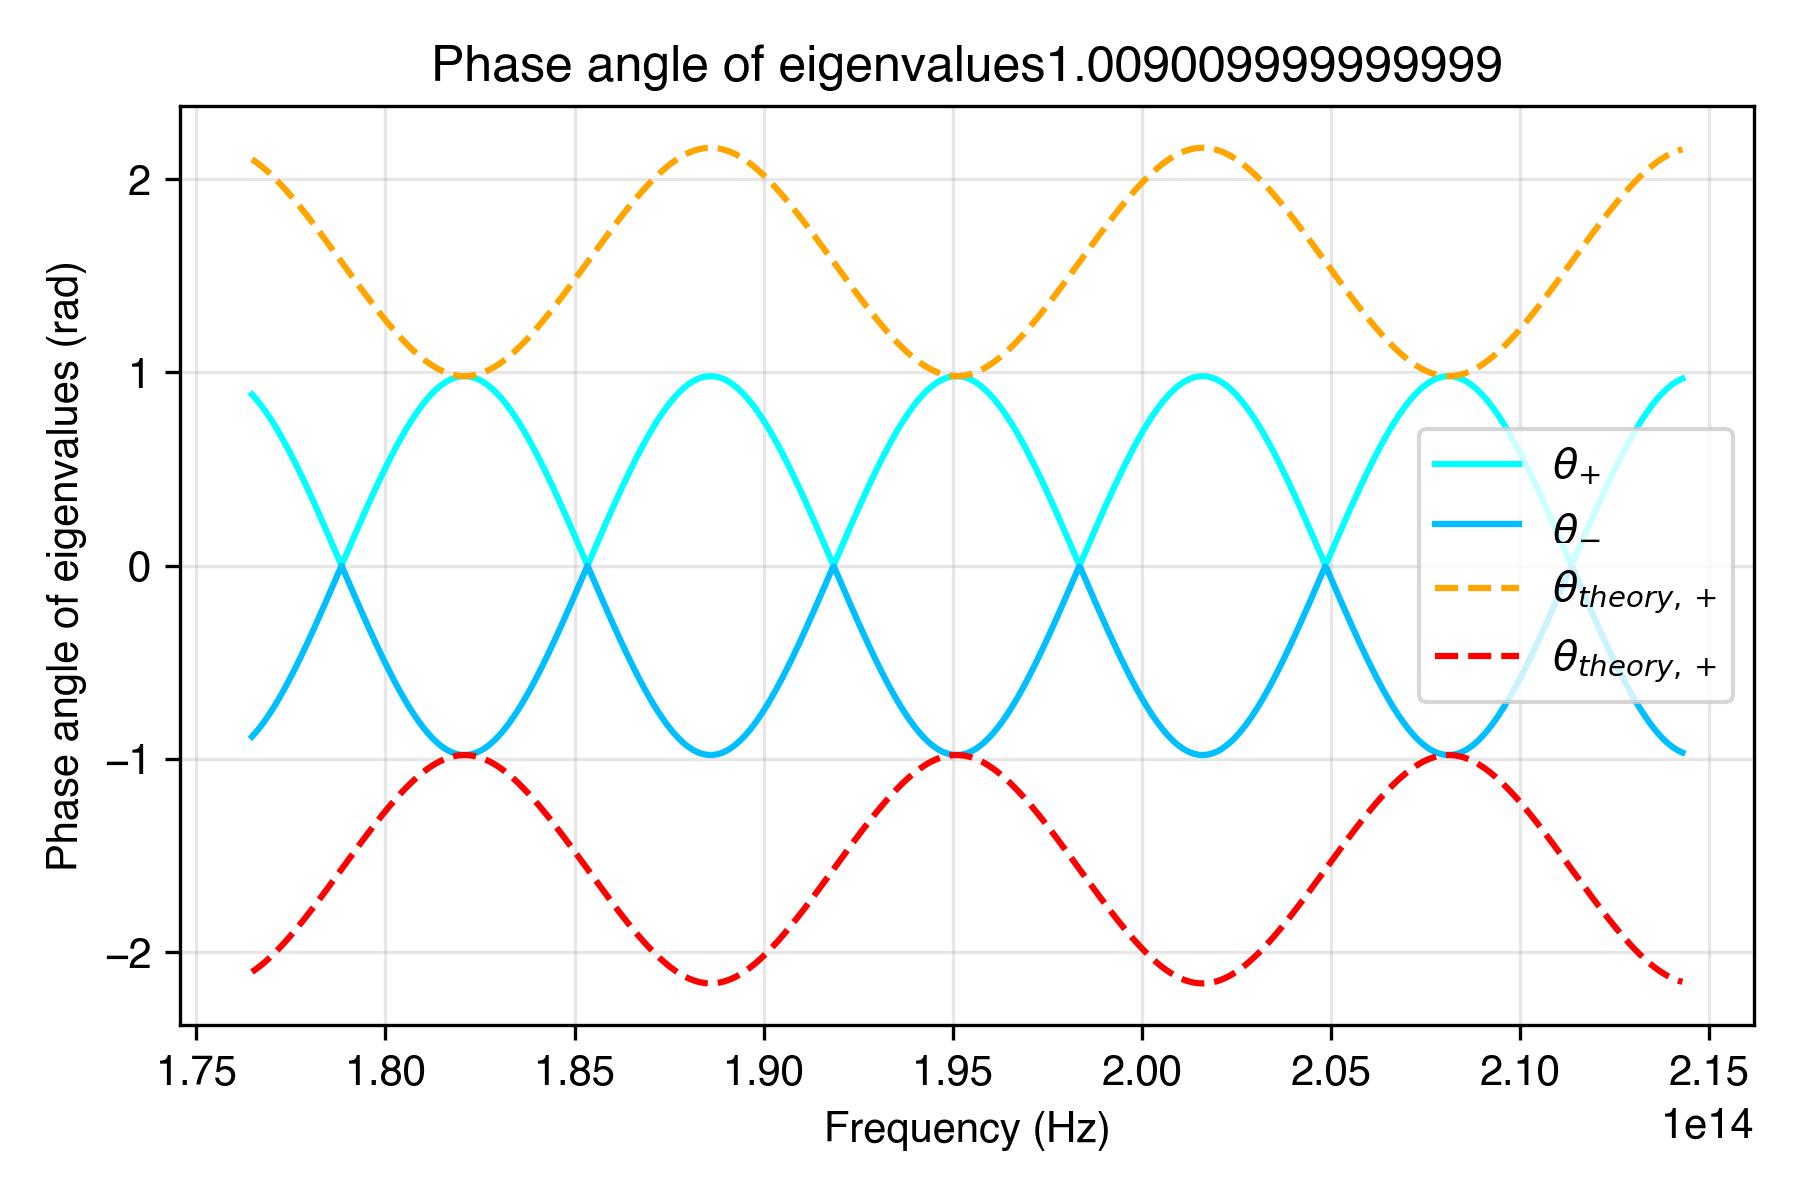 Phase angle of eigenvalues1.009009999999999
Phase angle of eigenvalues (rad)
2
1
0
−1
−2
θ₊
θ₋
θtheory, +
θtheory, +
1.75 1.80 1.85 1.90 1.95 2.00 2.05 2.10 2.15
1e14
Frequency (Hz)